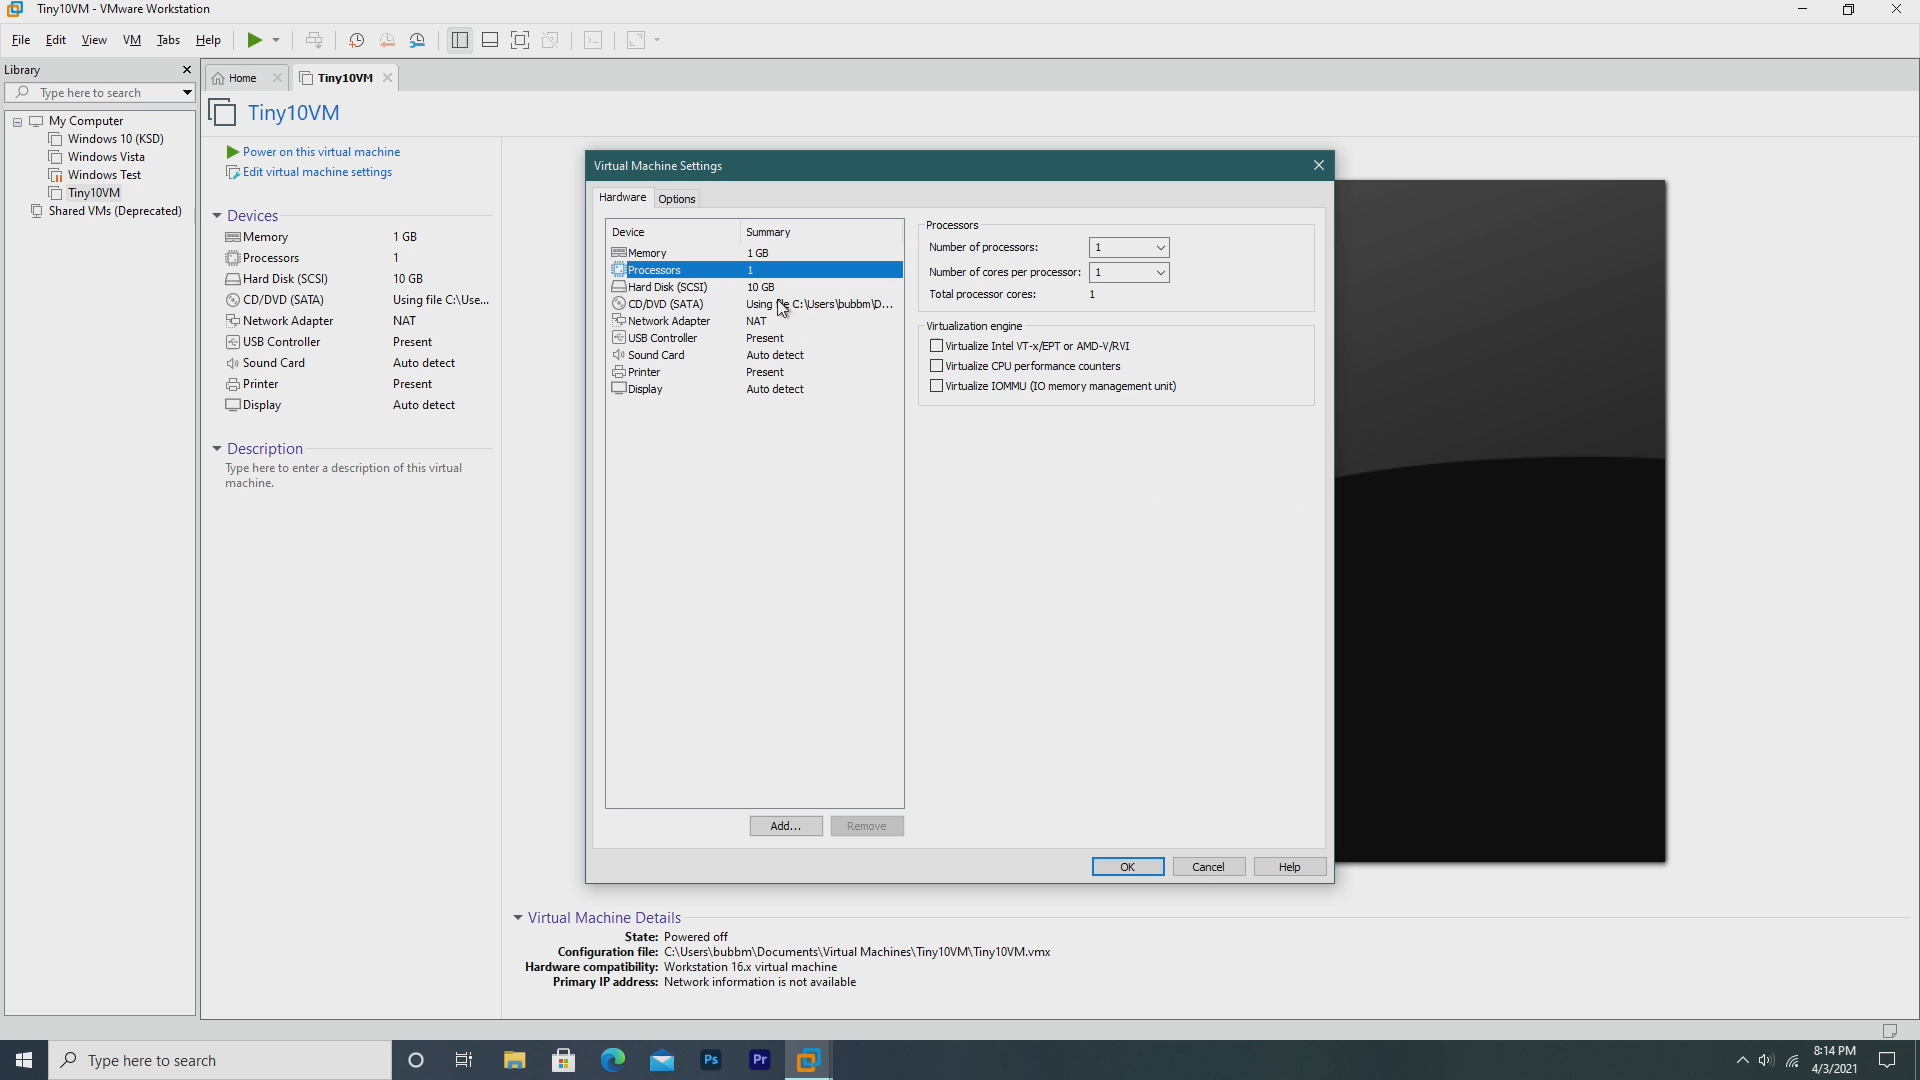 Tiny10VM - VMware Workstation
File Edit View VM Tabs Help
Library
Type here to search
My Computer
Windows 10 (KSD)
Windows Vista
Windows Test
Tiny10VM
Shared VMs (Deprecated)
Home
Tiny10VM
Tiny10VM
Power on this virtual machine
Edit virtual machine settings
Devices
Memory 1 GB
Processors 1
Hard Disk (SCSI) 10 GB
CD/DVD (SATA) Using file C:\Use...
Network Adapter NAT
USB Controller Present
Sound Card Auto detect
Printer Present
Display Auto detect
Description
Type here to enter a description of this virtual
machine.
Virtual Machine Settings
Hardware Options
Device Summary
Memory 1 GB
Processors 1
Hard Disk (SCSI) 10 GB
CD/DVD (SATA) Using file C:\Users\bubbm\D...
Network Adapter NAT
USB Controller Present
Sound Card Auto detect
Printer Present
Display Auto detect
Add... Remove
Processors
Number of processors: 1
Number of cores per processor: 1
Total processor cores: 1
Virtualization engine
Virtualize Intel VT-x/EPT or AMD-V/RVI
Virtualize CPU performance counters
Virtualize IOMMU (IO memory management unit)
OK Cancel Help
Virtual Machine Details
State: Powered off
Configuration file: C:\Users\bubbm\Documents\Virtual Machines\Tiny10VM\Tiny10VM.vmx
Hardware compatibility: Workstation 16.x virtual machine
Primary IP address: Network information is not available
Type here to search
Ps
Pr
8:14 PM
4/3/2021